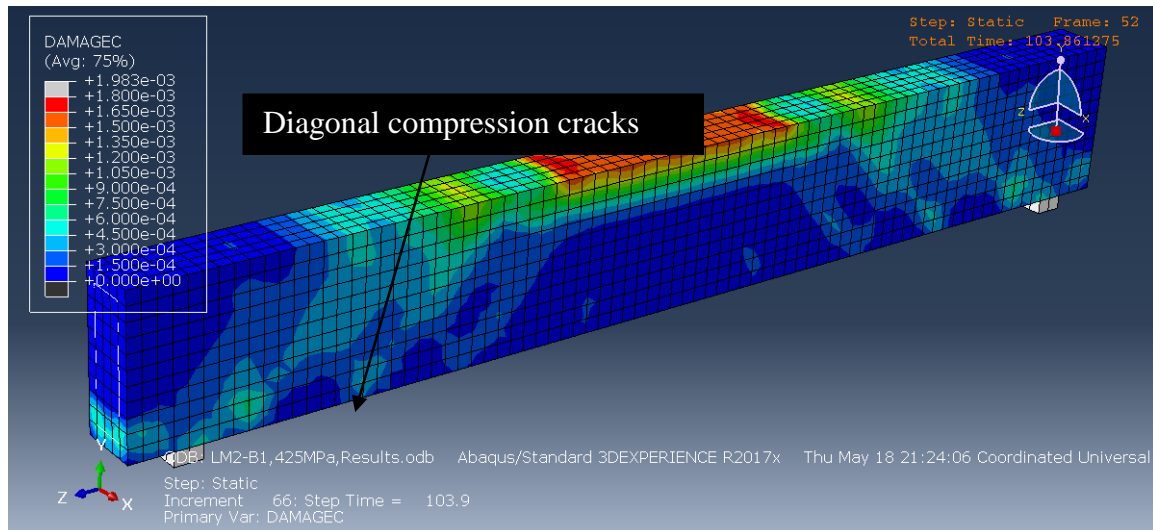 Step: Static Frame: 52
Total Time: 103.861275
DAMAGEC
(Avg: 75%)
+1.983e-03
+1.800e-03
+1.650e-03
+1.500e-03
+1.350e-03
+1.200e-03
+1.050e-03
+9.000e-04
+7.500e-04
+6.000e-04
+4.500e-04
+3.000e-04
+1.500e-04
+0.000e+00
Diagonal compression cracks
Y
Z
X
Y
Z
X
ODB: LM2-B1,425MPa,Results.odb Abaqus/Standard 3DEXPERIENCE R2017x Thu May 18 21:24:06 Coordinated Universal
Step: Static
Increment 66: Step Time = 103.9
Primary Var: DAMAGEC